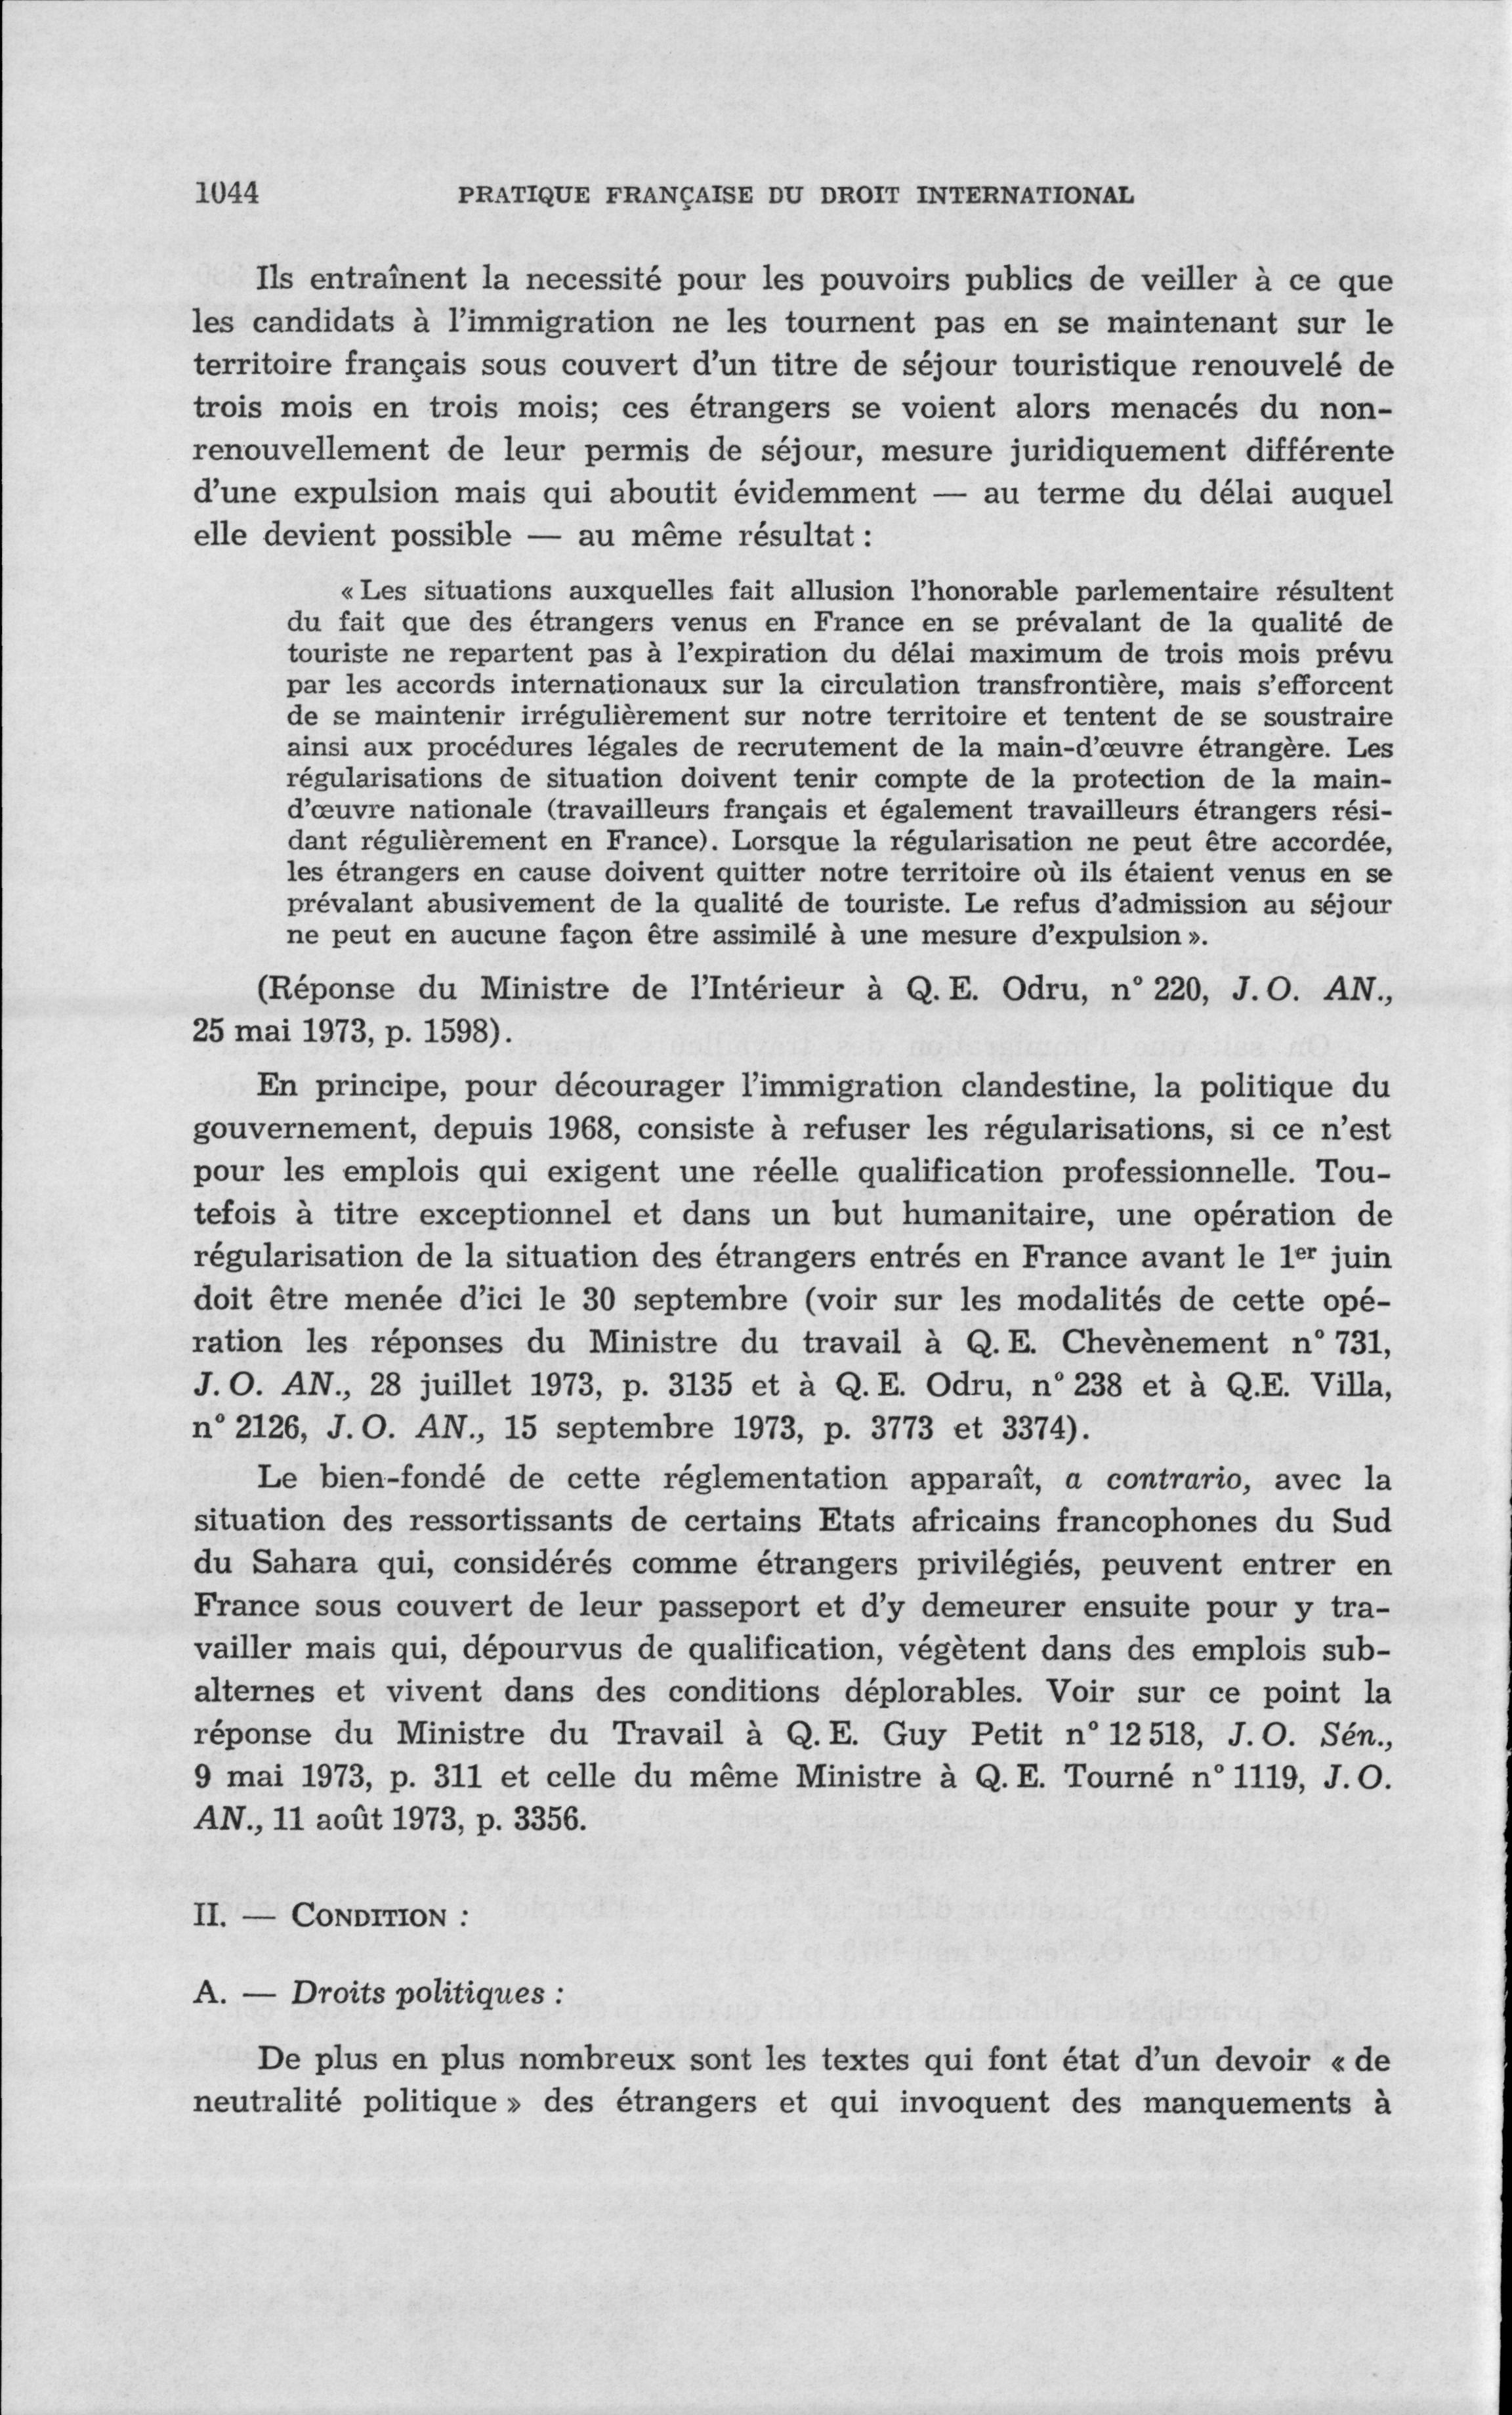 1044 PRATIQUE FRANÇAISE DU DROIT INTERNATIONAL
Ils entraînent la necessité pour les pouvoirs publics de veiller à ce que
les candidats à l'immigration ne les tournent pas en se maintenant sur le
territoire français sous couvert d'un titre de séjour touristique renouvelé de
trois mois en trois mois; ces étrangers se voient alors menacés du non-
renouvellement de leur permis de séjour, mesure juridiquement différente
d'une expulsion mais qui aboutit évidemment — au terme du délai auquel
elle devient possible — au même résultat :
« Les situations auxquelles fait allusion l'honorable parlementaire résultent
du fait que des étrangers venus en France en se prévalant de la qualité de
touriste ne repartent pas à l'expiration du délai maximum de trois mois prévu
par les accords internationaux sur la circulation transfrontière, mais s'efforcent
de se maintenir irrégulièrement sur notre territoire et tentent de se soustraire
ainsi aux procédures légales de recrutement de la main-d'œuvre étrangère. Les
régularisations de situation doivent tenir compte de la protection de la main-
d'œuvre nationale (travailleurs français et également travailleurs étrangers rési-
dant régulièrement en France). Lorsque la régularisation ne peut être accordée,
les étrangers en cause doivent quitter notre territoire où ils étaient venus en se
prévalant abusivement de la qualité de touriste. Le refus d'admission au séjour
ne peut en aucune façon être assimilé à une mesure d'expulsion ».
(Réponse du Ministre de l'Intérieur à Q. E. Odru, n° 220, J. O. AN.,
25 mai 1973, p. 1598).
En principe, pour décourager l'immigration clandestine, la politique du
gouvernement, depuis 1968, consiste à refuser les régularisations, si ce n'est
pour les emplois qui exigent une réelle qualification professionnelle. Tou-
tefois à titre exceptionnel et dans un but humanitaire, une opération de
régularisation de la situation des étrangers entrés en France avant le 1er juin
doit être menée d'ici le 30 septembre (voir sur les modalités de cette opé-
ration les réponses du Ministre du travail à Q. E. Chevènement n° 731,
J. O. AN., 28 juillet 1973, p. 3135 et à Q. E. Odru, n° 238 et à Q.E. Villa,
n° 2126, J. O. AN., 15 septembre 1973, p. 3773 et 3374).
Le bien-fondé de cette réglementation apparaît, a contrario, avec la
situation des ressortissants de certains Etats africains francophones du Sud
du Sahara qui, considérés comme étrangers privilégiés, peuvent entrer en
France sous couvert de leur passeport et d'y demeurer ensuite pour y tra-
vailler mais qui, dépourvus de qualification, végètent dans des emplois sub-
alternes et vivent dans des conditions déplorables. Voir sur ce point la
réponse du Ministre du Travail à Q. E. Guy Petit n° 12 518, J. O. Sén.,
9 mai 1973, p. 311 et celle du même Ministre à Q. E. Tourné n° 1119, J. O.
AN., 11 août 1973, p. 3356.
II. — CONDITION :
A. — Droits politiques :
De plus en plus nombreux sont les textes qui font état d'un devoir « de
neutralité politique » des étrangers et qui invoquent des manquements à